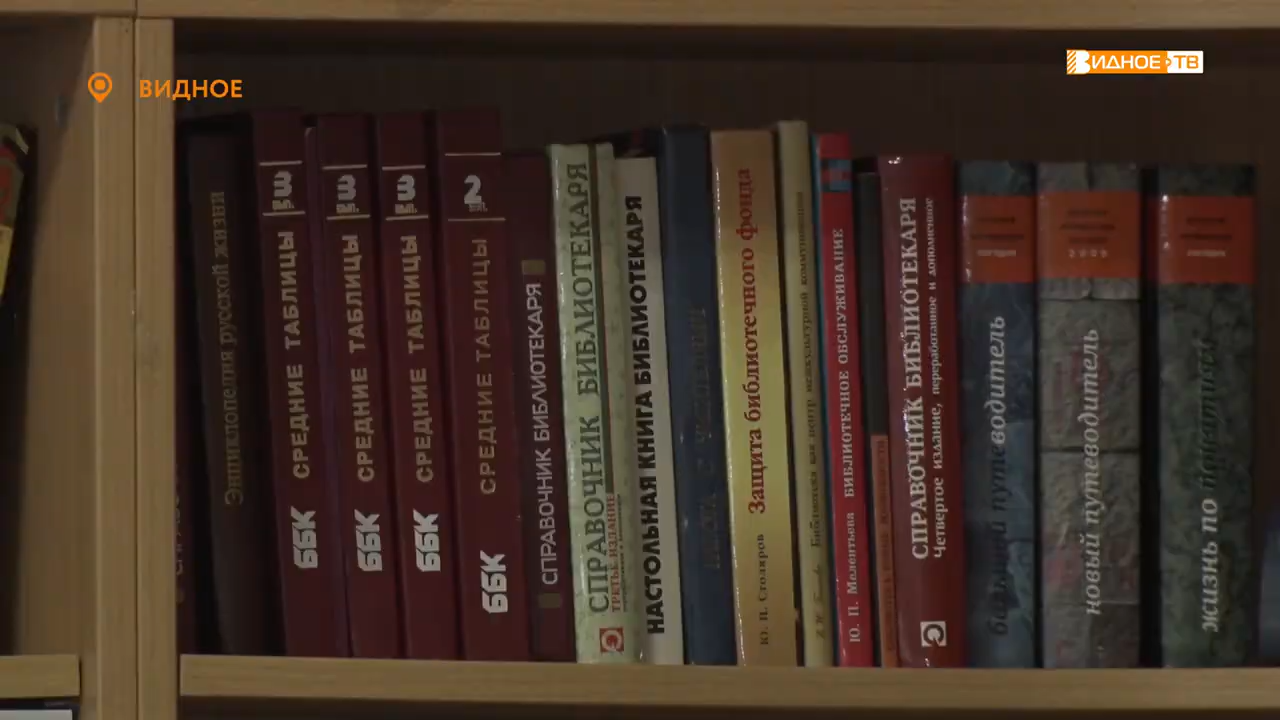 ВИДНОЕ
ВИДНОЕ ТВ
Энциклопедия русской жизни
ББК СРЕДНИЕ ТАБЛИЦЫ 3
ББК СРЕДНИЕ ТАБЛИЦЫ 3
ББК СРЕДНИЕ ТАБЛИЦЫ 3
ББК СРЕДНИЕ ТАБЛИЦЫ 2
СПРАВОЧНИК БИБЛИОТЕКАРЯ
СПРАВОЧНИК БИБЛИОТЕКАРЯ
ТРЕТЬЕ ИЗДАНИЕ
НАСТОЛЬНАЯ КНИГА БИБЛИОТЕКАРЯ
Ю. Н. Столяров Защита библиотечного фонда
Библиотека как центр межкультурной коммуникации
Ю. П. Мелентьева БИБЛИОТЕЧНОЕ ОБСЛУЖИВАНИЕ
СПРАВОЧНИК БИБЛИОТЕКАРЯ
Четвертое издание, переработанное и дополненное
большой путеводитель
новый путеводитель
жизнь по понятиям